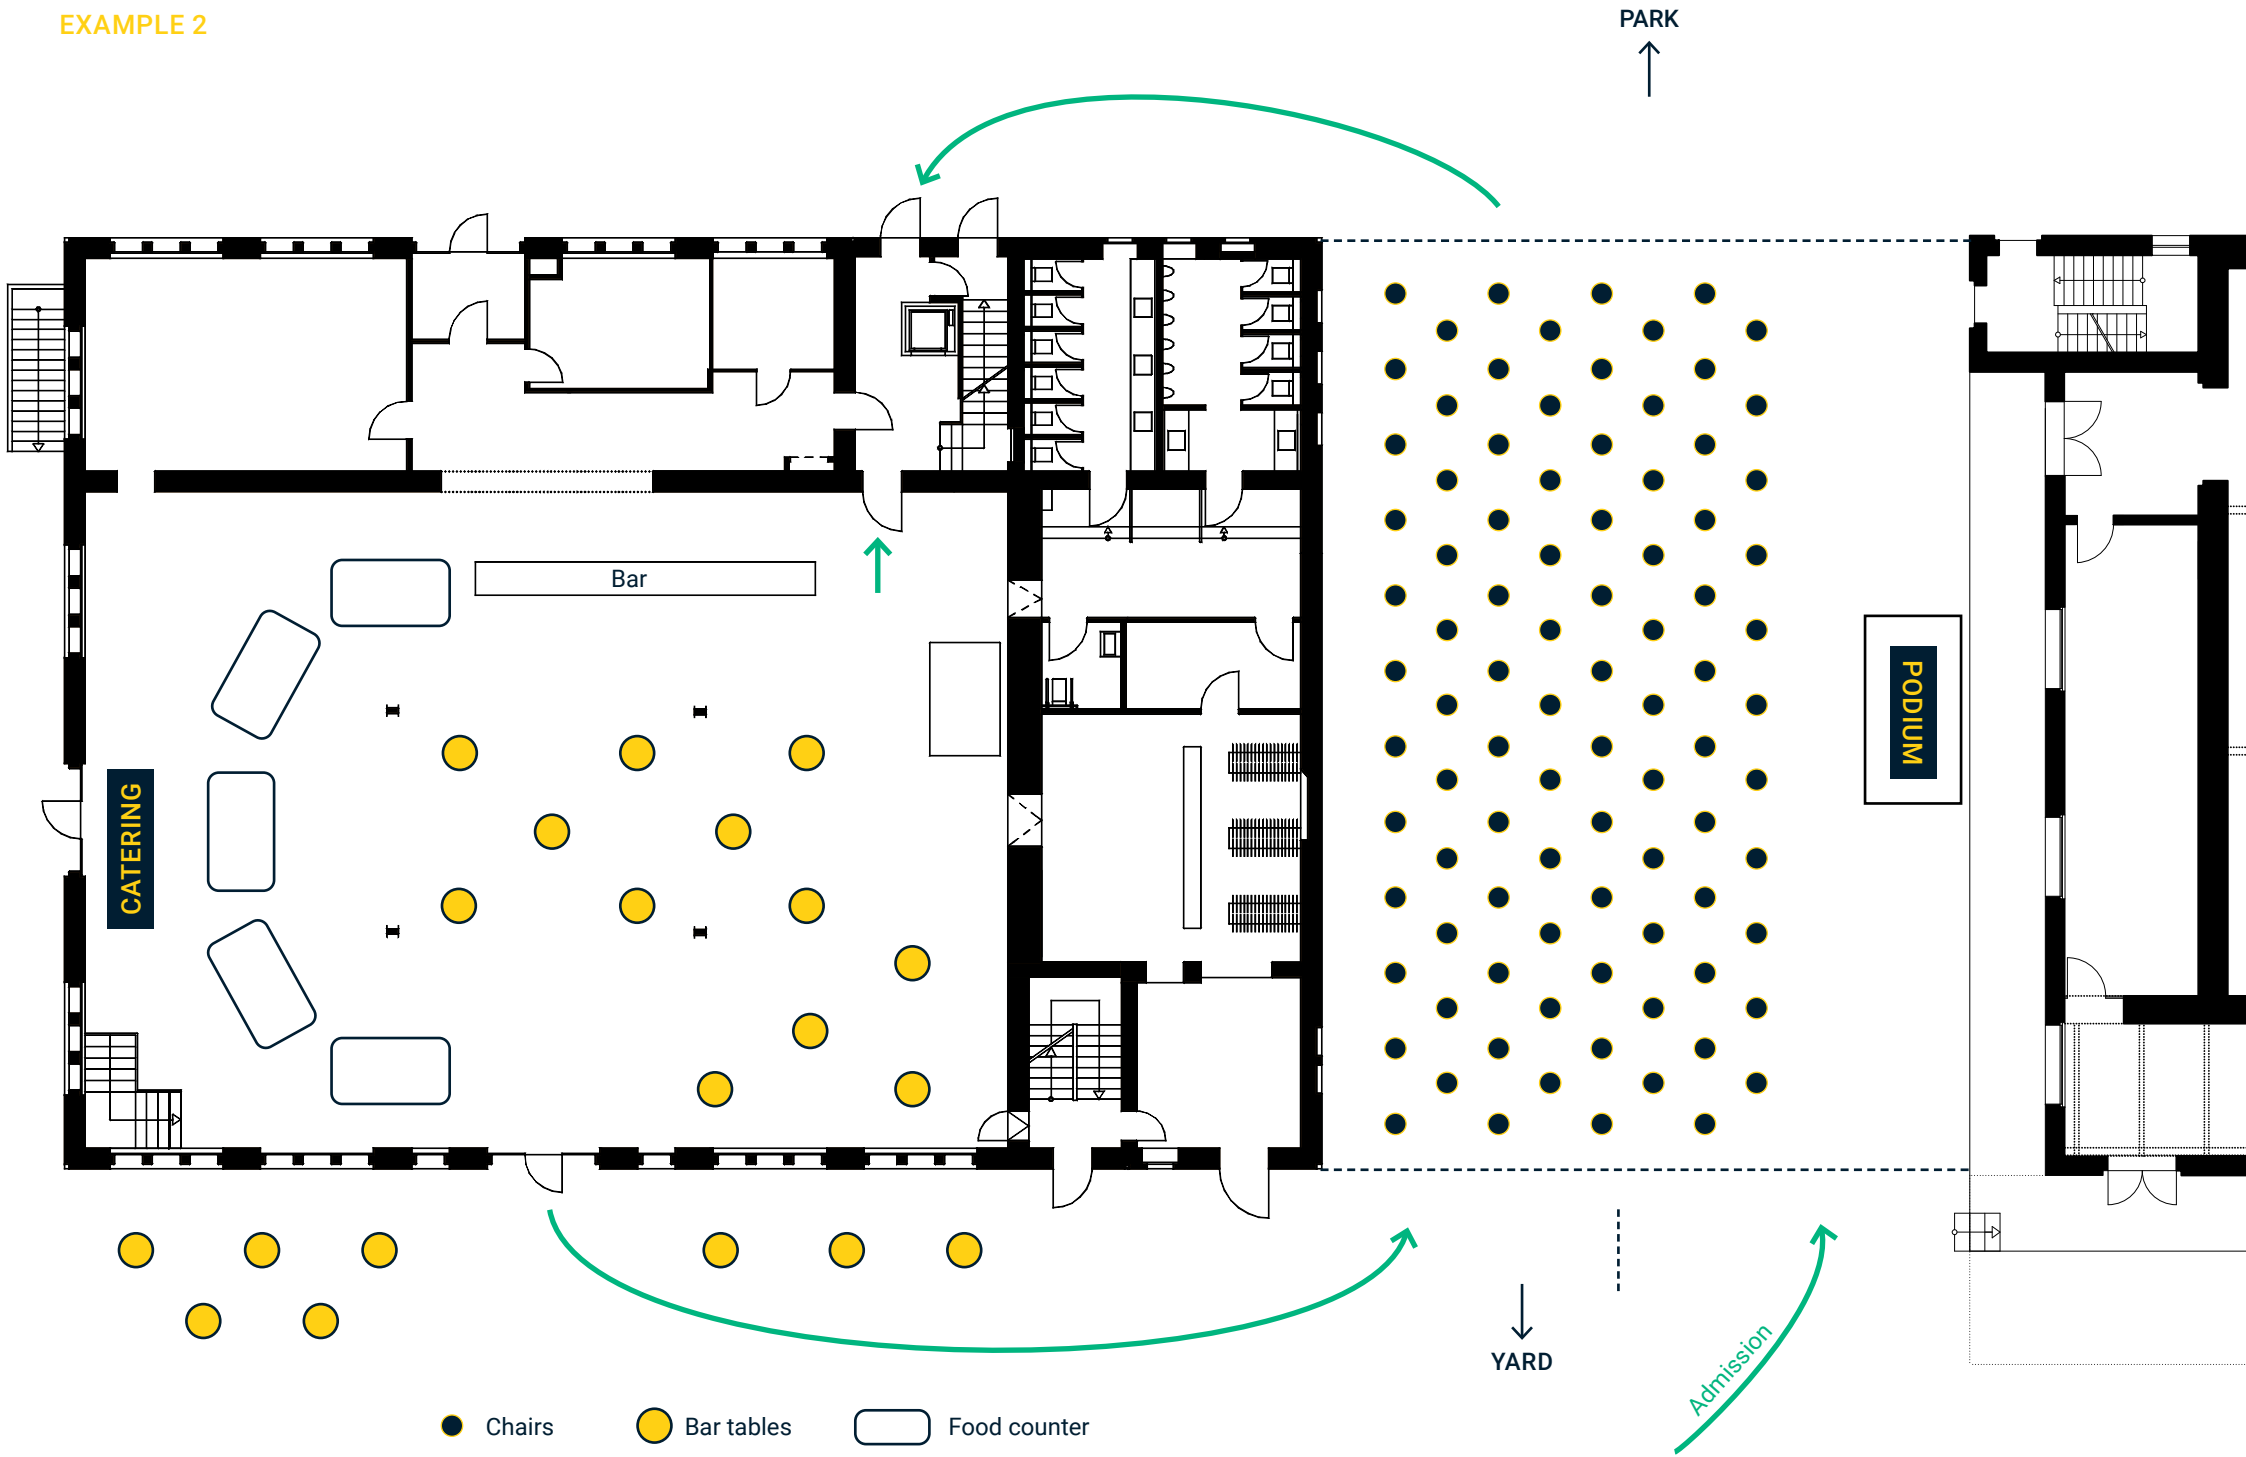 EXAMPLE 2
PARK
Bar
PODIUM
CATERING
YARD
Admission
Chairs
Bar tables
Food counter